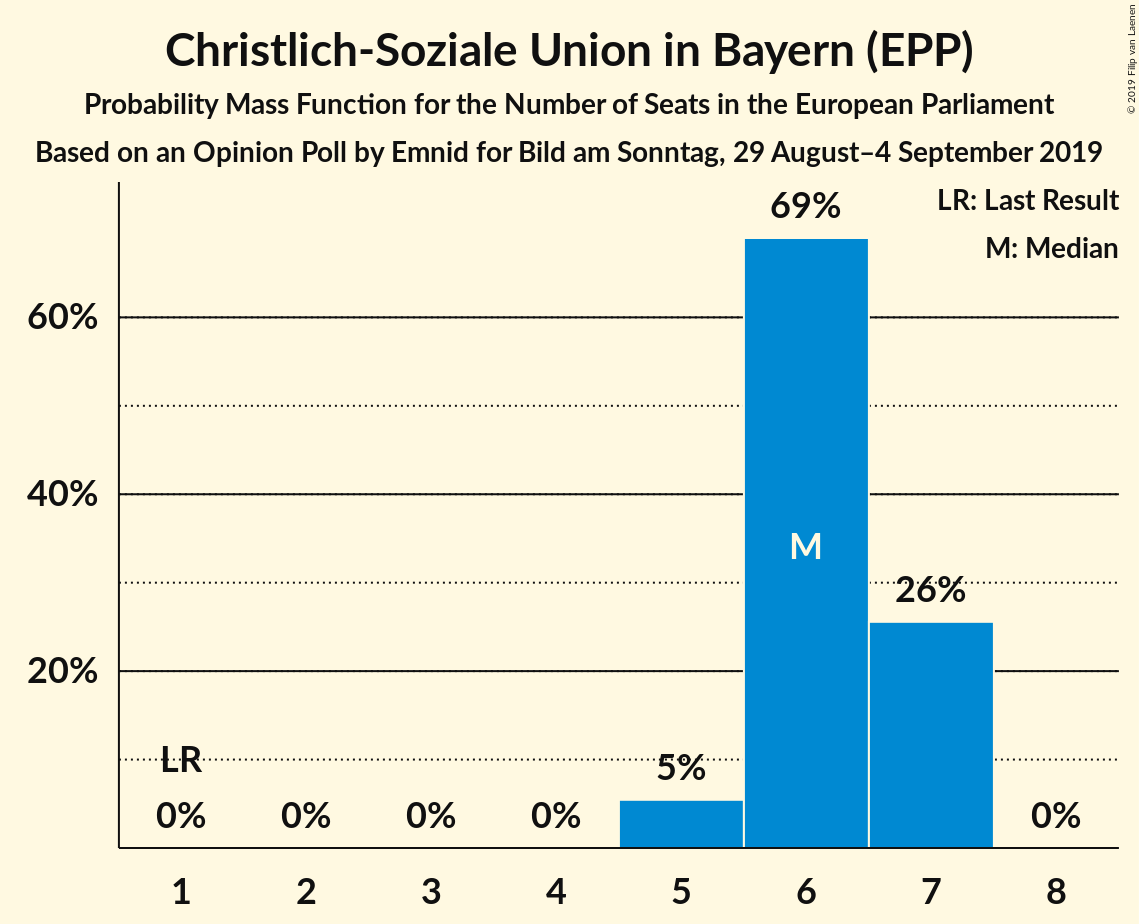 Christlich-Soziale Union in Bayern (EPP)
Probability Mass Function for the Number of Seats in the European Parliament
Based on an Opinion Poll by Emnid for Bild am Sonntag, 29 August–4 September 2019
© 2019 Filip van Laenen
LR: Last Result
M: Median
69%
60%
40%
M
26%
20%
LR
5%
0% 0% 0% 0% 0%
1 2 3 4 5 6 7 8